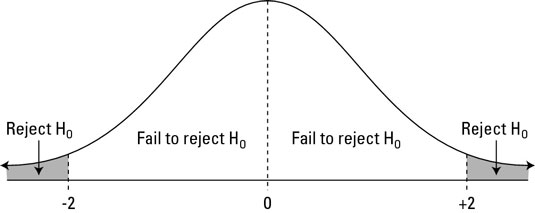 Reject H₀
Fail to reject H₀
Fail to reject H₀
Reject H₀
-2
0
+2